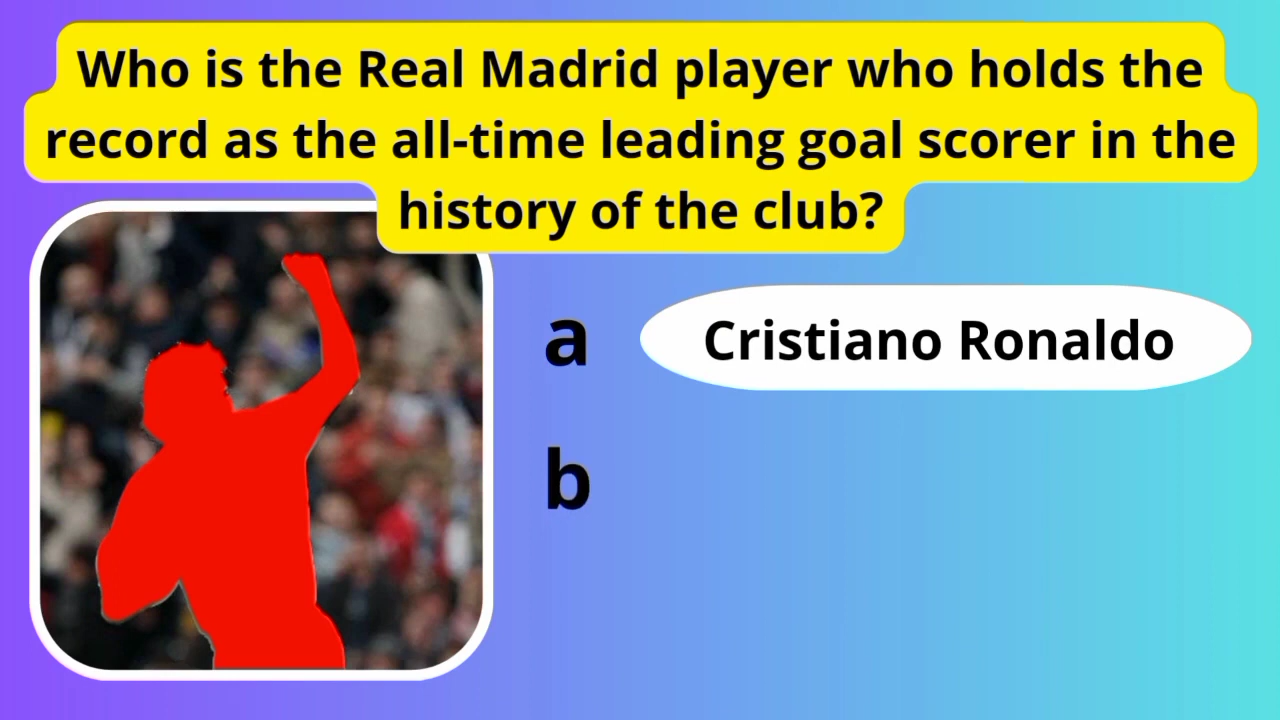 Who is the Real Madrid player who holds the
record as the all-time leading goal scorer in the
history of the club?
a Cristiano Ronaldo
b